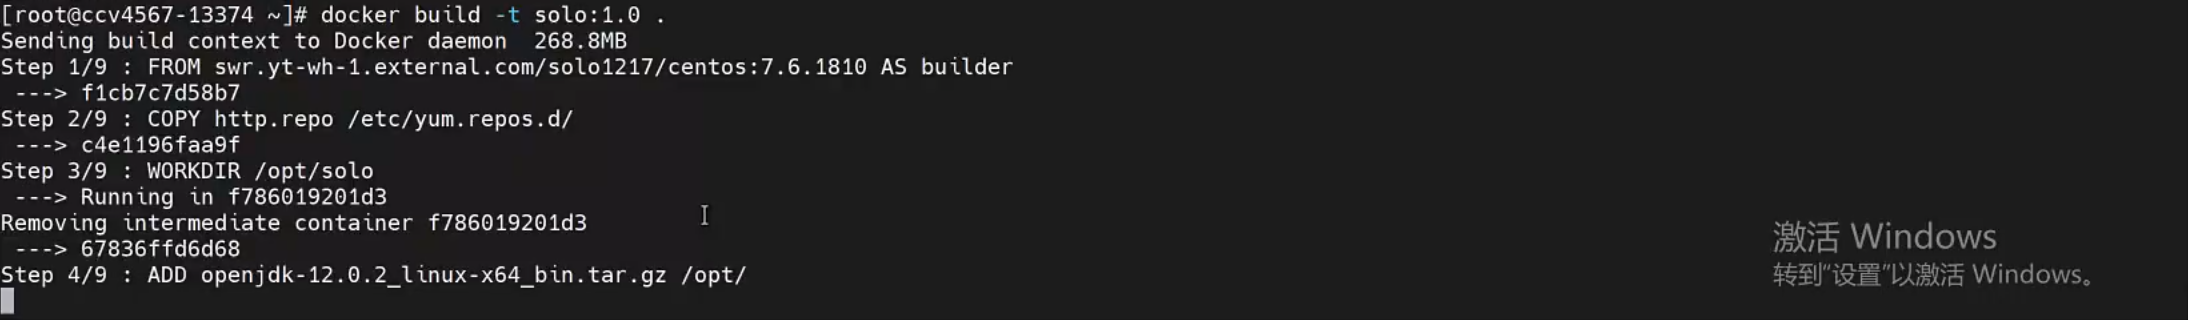 [root@ccv4567-13374 ~]# docker build -t solo:1.0 .
Sending build context to Docker daemon  268.8MB
Step 1/9 : FROM swr.yt-wh-1.external.com/solo1217/centos:7.6.1810 AS builder
 ---> f1cb7c7d58b7
Step 2/9 : COPY http.repo /etc/yum.repos.d/
 ---> c4e1196faa9f
Step 3/9 : WORKDIR /opt/solo
 ---> Running in f786019201d3
Removing intermediate container f786019201d3
 ---> 67836ffd6d68
Step 4/9 : ADD openjdk-12.0.2_linux-x64_bin.tar.gz /opt/
激活 Windows
转到“设置”以激活 Windows。